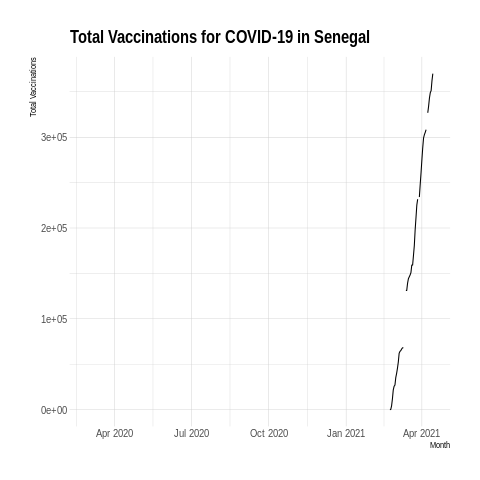 Total Vaccinations for COVID-19 in Senegal
Total Vaccinations
3e+05
2e+05
1e+05
0e+00
Apr 2020 Jul 2020 Oct 2020 Jan 2021 Apr 2021
Month